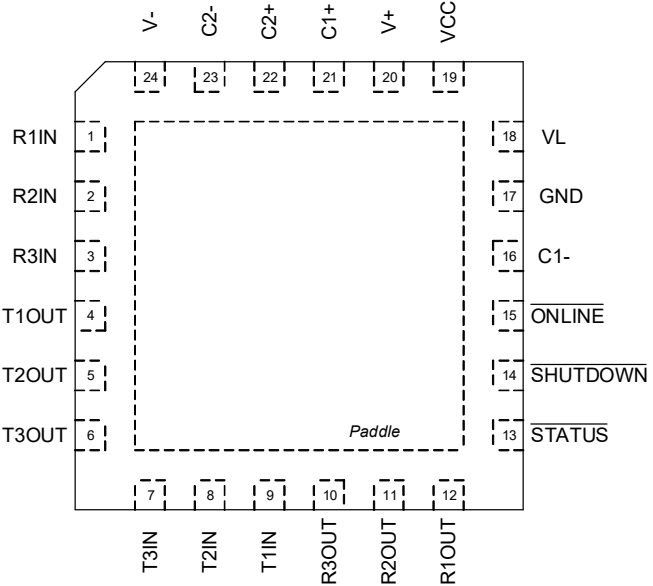 V-
C2-
C2+
C1+
V+
VCC
24
23
22
21
20
19
R1IN 1
18 VL
R2IN 2
17 GND
R3IN 3
16 C1-
T1OUT 4
15 ONLINE
T2OUT 5
14 SHUTDOWN
T3OUT 6
Paddle
13 STATUS
7
8
9
10
11
12
T3IN
T2IN
T1IN
R3OUT
R2OUT
R1OUT